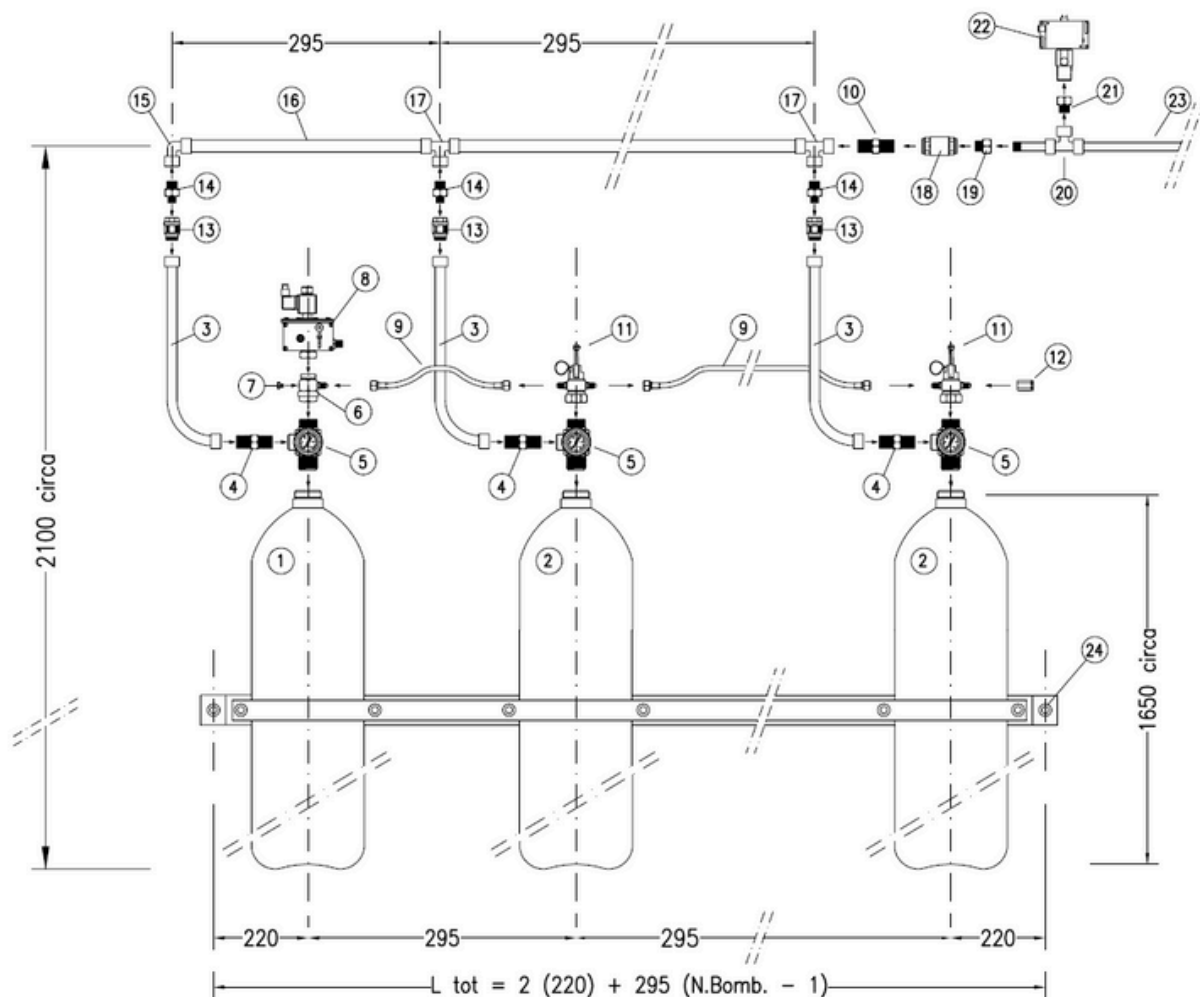 295 295
22
21
15 16 17 17 10 23
14 14 14 18 19 20
13 13 13
8
3 3 3
9 11 9 11
7 6 12
5 5 5
4 4 4
2100 circa
1 2 2
1650 circa
24
220 295 295 220
L tot = 2 (220) + 295 (N.Bomb. - 1)